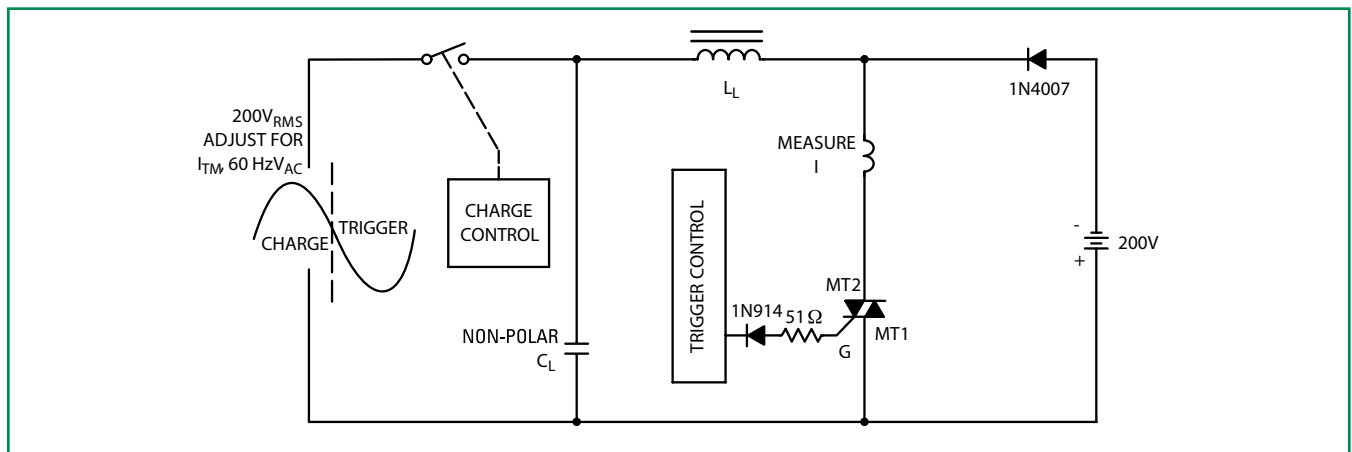 200V_RMS
ADJUST FOR
I_TM, 60 HzV_AC
CHARGE
TRIGGER
CHARGE
CONTROL
NON-POLAR
C_L
L_L
MEASURE
I
TRIGGER CONTROL
1N914
51 Ω
G
MT2
MT1
1N4007
-
+
200V